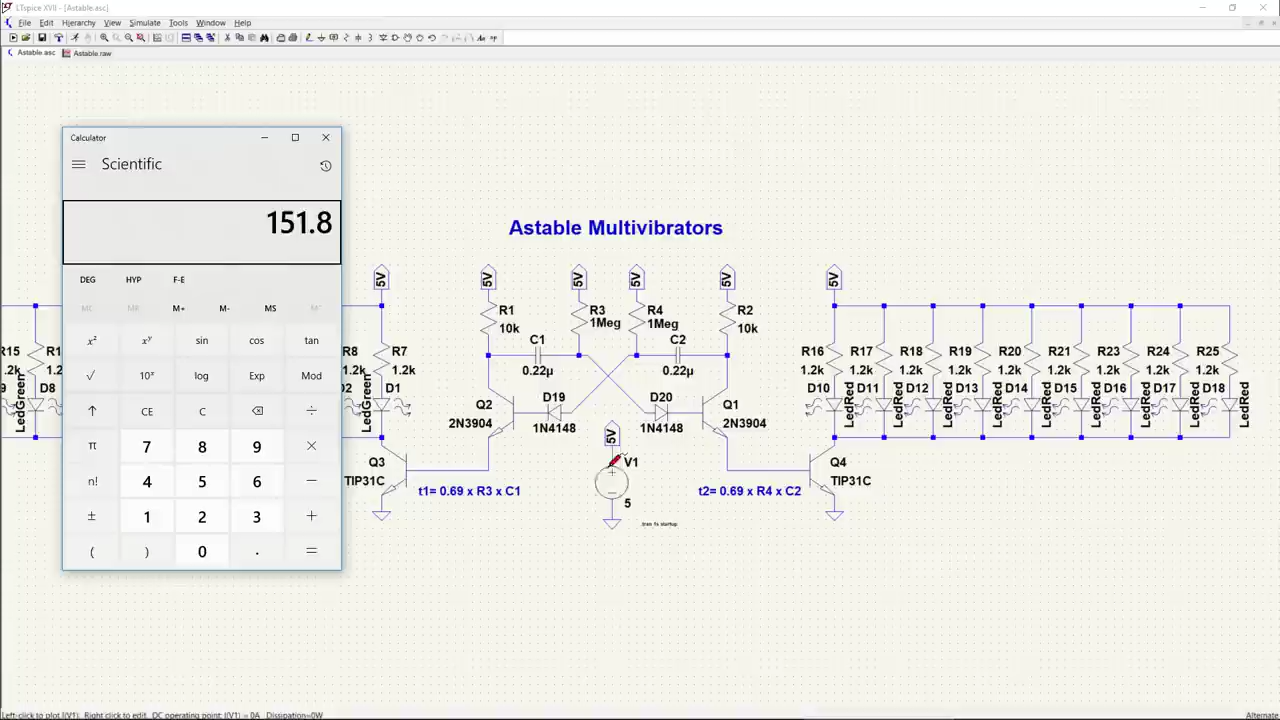 LTspice XVII - [Astable.asc]
File Edit Hierarchy View Simulate Tools Window Help
Astable.asc Astable.raw
Calculator
Scientific
151.8
DEG HYP F-E
MC MR M+ M- MS
x² xʸ sin cos tan
√ 10ˣ log Exp Mod
↑ CE C ÷
π 7 8 9 ×
n! 4 5 6 −
± 1 2 3 +
( ) 0 . =
Astable Multivibrators
5V 5V 5V 5V 5V 5V
R1 10k
R3 1Meg
R4 1Meg
R2 10k
C1 0.22µ
C2 0.22µ
Q2 2N3904
D19 1N4148
D20 1N4148
Q1 2N3904
5V
V1
5
Q3 TIP31C
Q4 TIP31C
t1= 0.69 x R3 x C1
t2= 0.69 x R4 x C2
.tran 1s startup
R15 R1 R8 R7
1.2k 1.2k 1.2k
D8 D1
LedGreen LedGreen LedGreen
R16 R17 R18 R19 R20 R21 R23 R24 R25
1.2k 1.2k 1.2k 1.2k 1.2k 1.2k 1.2k 1.2k 1.2k
D10 D11 D12 D13 D14 D15 D16 D17 D18
LedRed LedRed LedRed LedRed LedRed LedRed LedRed LedRed LedRed
Left-click to plot I(V1). Right click to edit. DC operating point: I(V1) = 0A Dissipation=0W
Alternate